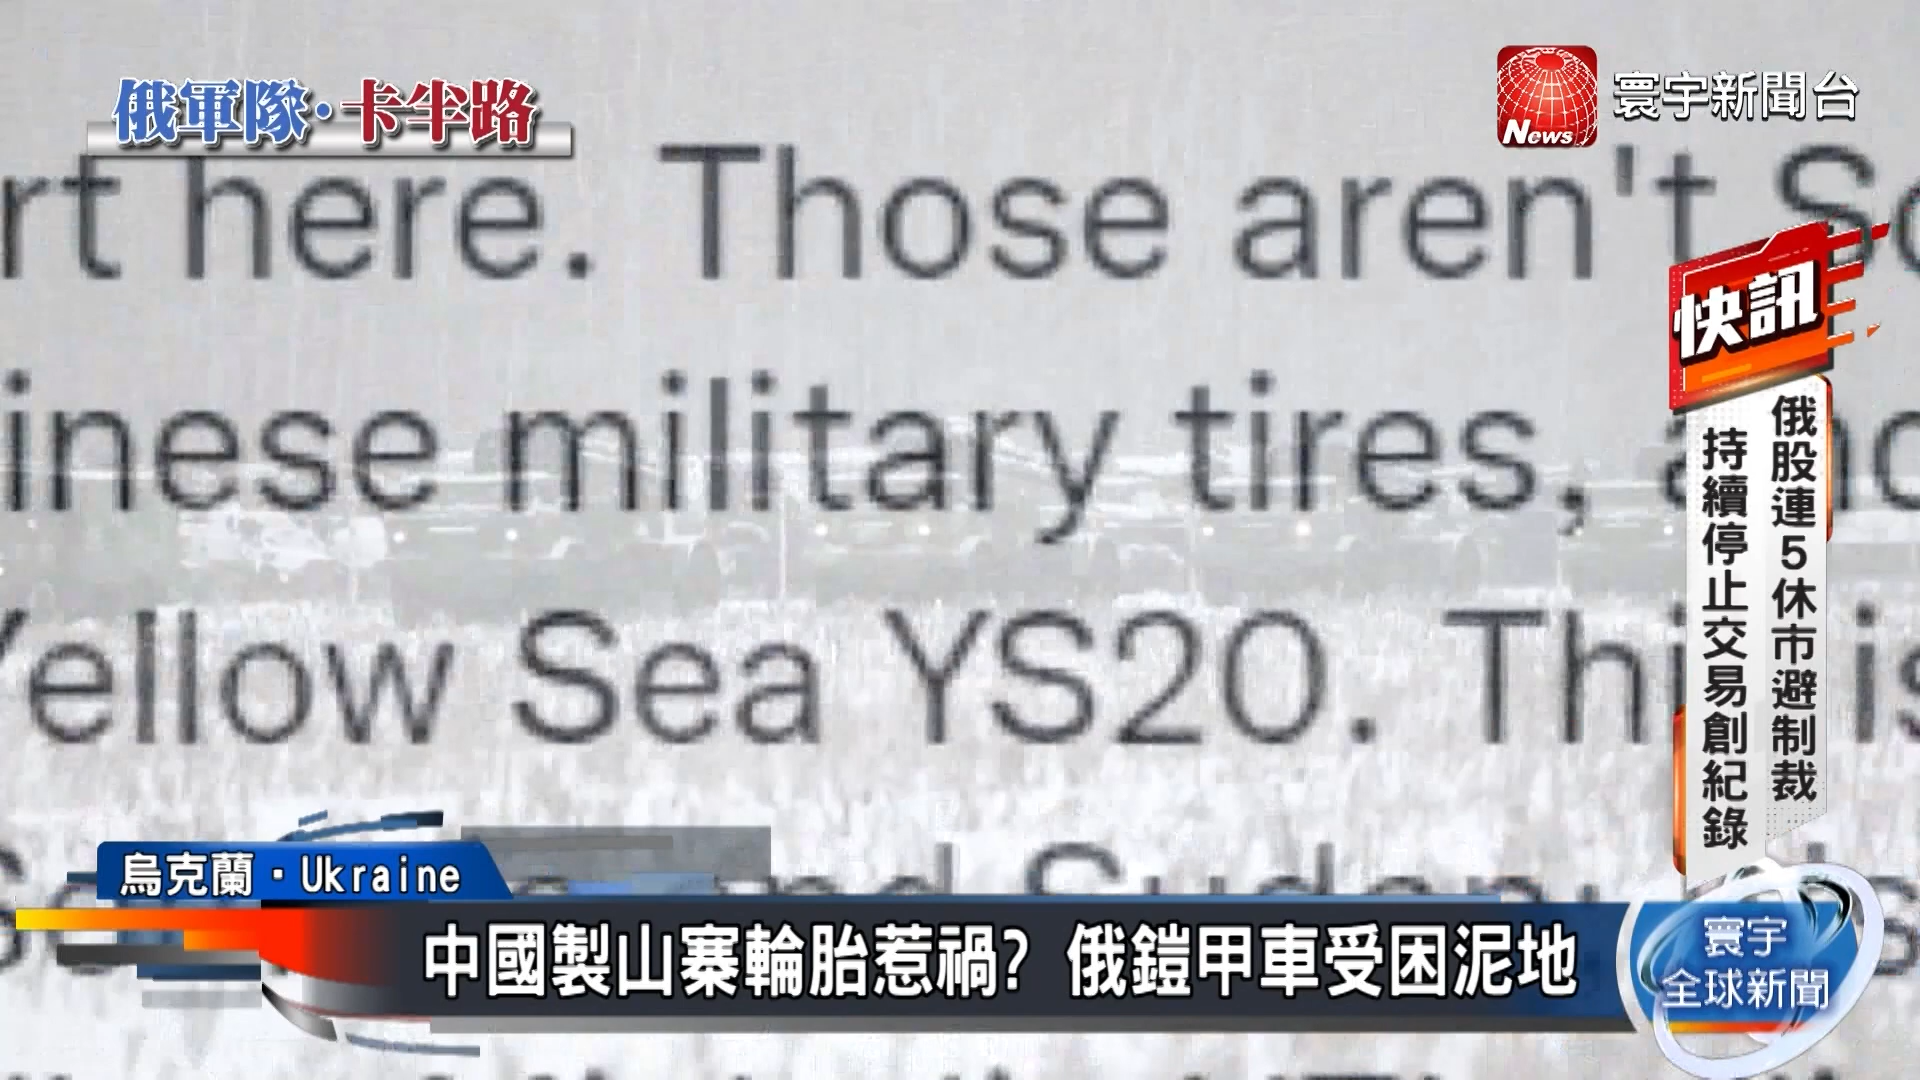 俄軍隊·卡半路
News
寰宇新聞台
rt here. Those aren't So
inese military tires,
Yellow Sea YS20. Thi is
快訊
俄股連5休市避制裁
持續停止交易創紀錄
烏克蘭·Ukraine
中國製山寨輪胎惹禍? 俄鎧甲車受困泥地
寰宇
全球新聞